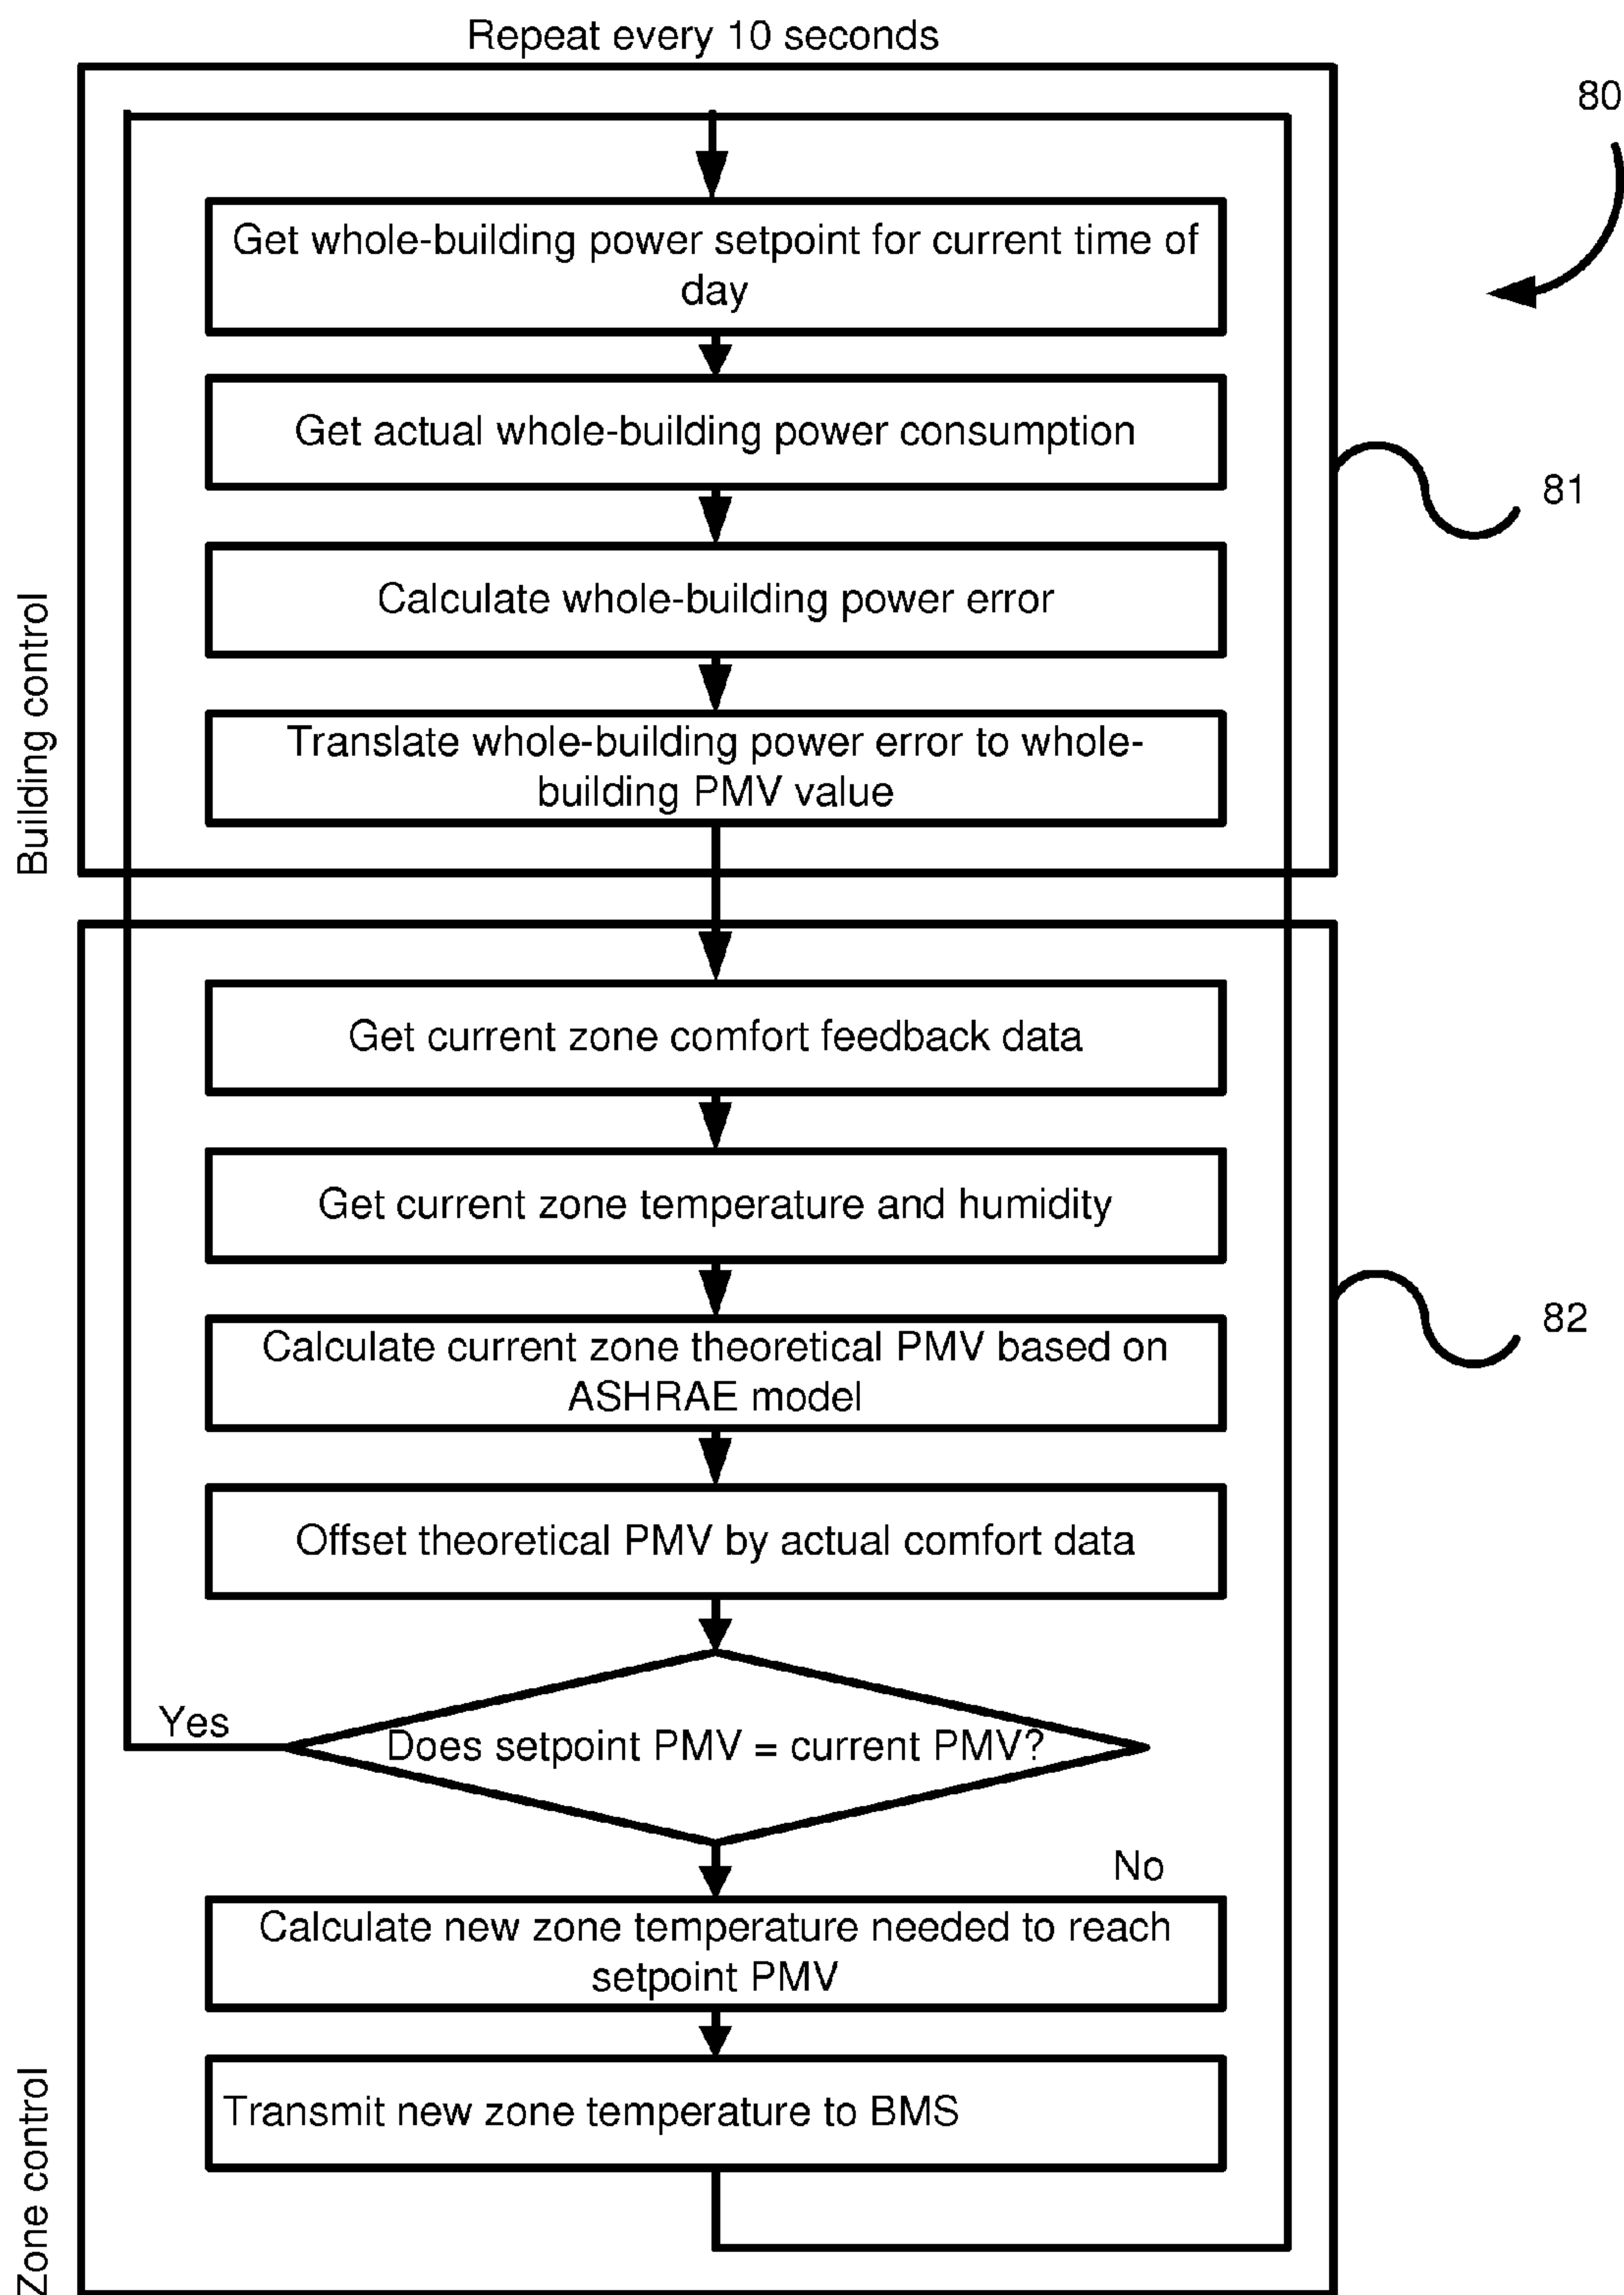 Repeat every 10 seconds
80
Get whole-building power setpoint for current time of
day
Get actual whole-building power consumption
81
Calculate whole-building power error
Building control
Translate whole-building power error to whole-
building PMV value
Get current zone comfort feedback data
Get current zone temperature and humidity
82
Calculate current zone theoretical PMV based on
ASHRAE model
Offset theoretical PMV by actual comfort data
Yes
Does setpoint PMV = current PMV?
No
Calculate new zone temperature needed to reach
setpoint PMV
Transmit new zone temperature to BMS
Zone control